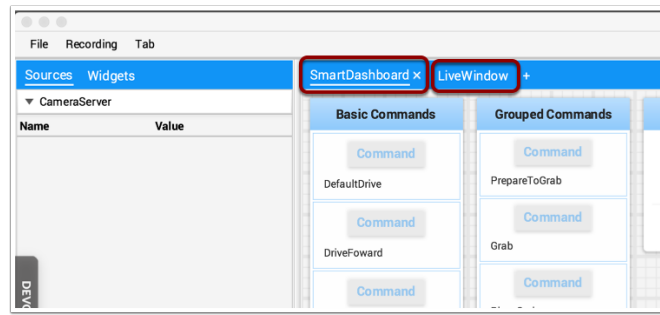 File Recording Tab
Sources Widgets
SmartDashboard × LiveWindow +
CameraServer
Name Value
Basic Commands
Command
DefaultDrive
Command
DriveFoward
Command
Grouped Commands
Command
PrepareToGrab
Command
Grab
Command
DEV